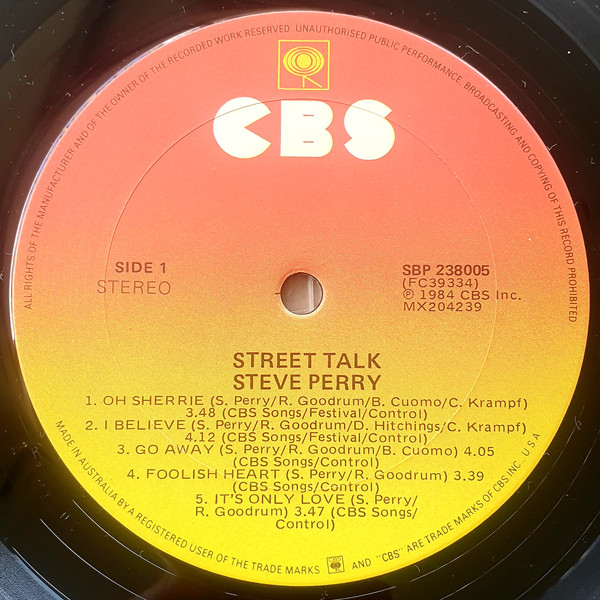 ALL RIGHTS OF THE MANUFACTURER AND OF THE OWNER OF THE RECORDED WORK RESERVED. UNAUTHORISED PUBLIC PERFORMANCE, BROADCASTING AND COPYING OF THIS RECORD PROHIBITED
CBS
SIDE 1
STEREO
SBP 238005
(FC39334)
℗ 1984 CBS Inc.
MX204239
STREET TALK
STEVE PERRY
1. OH SHERRIE (S. Perry/R. Goodrum/B. Cuomo/C. Krampf)
3.48 (CBS Songs/Festival/Control)
2. I BELIEVE (S. Perry/R. Goodrum/D. Hitchings/C. Krampf)
4.12 (CBS Songs/Festival/Control)
3. GO AWAY (S. Perry/R. Goodrum/B. Cuomo) 4.05
(CBS Songs/Control)
4. FOOLISH HEART (S. Perry/R. Goodrum) 3.39
(CBS Songs/Control)
5. IT'S ONLY LOVE (S. Perry/
R. Goodrum) 3.47 (CBS Songs/
Control)
MADE IN AUSTRALIA BY A REGISTERED USER OF THE TRADE MARKS CBS AND "CBS" ARE TRADE MARKS OF CBS INC. U S A